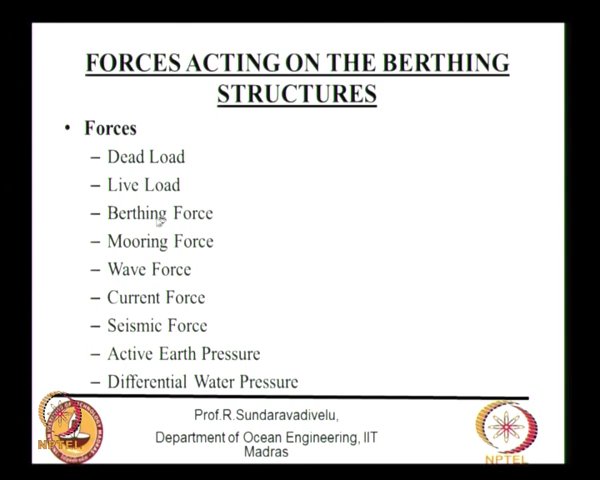 FORCES ACTING ON THE BERTHING
STRUCTURES
• Forces
– Dead Load
– Live Load
– Berthing Force
– Mooring Force
– Wave Force
– Current Force
– Seismic Force
– Active Earth Pressure
– Differential Water Pressure
Prof.R.Sundaravadivelu,
Department of Ocean Engineering, IIT
Madras
NPTEL
NPTEL